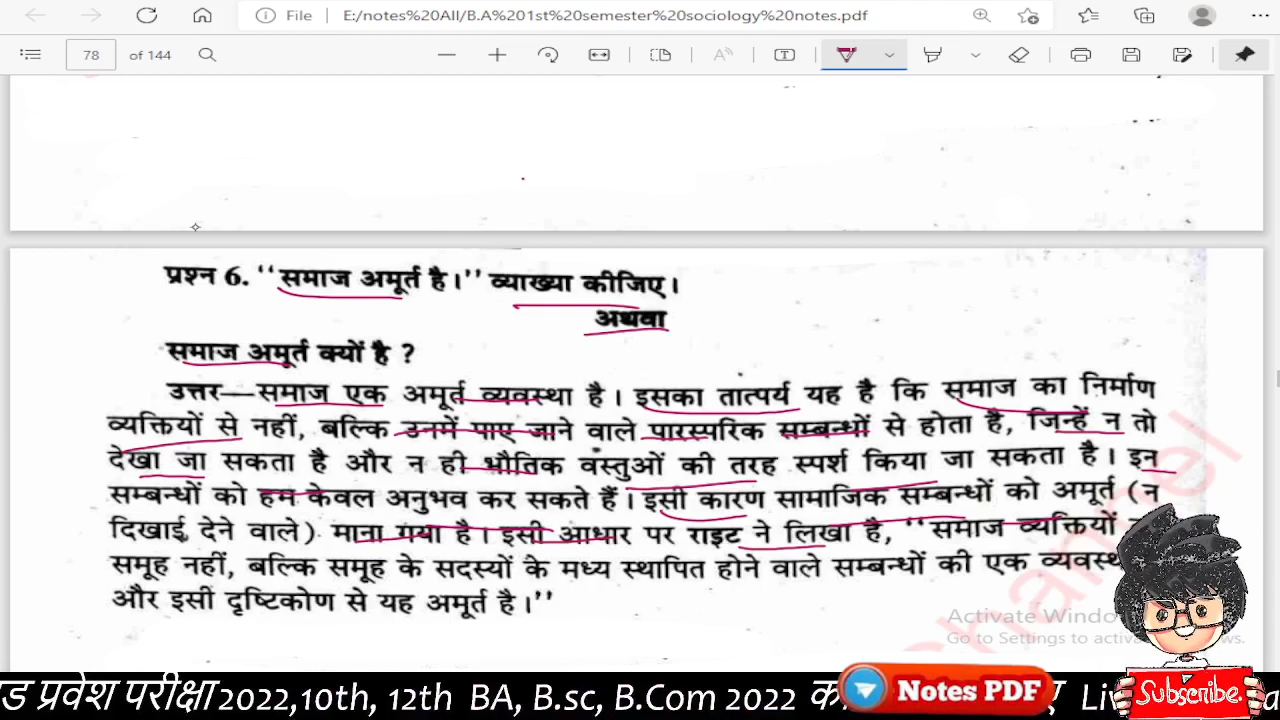 File
E:/notes%20All/B.A%201st%20semester%20sociology%20notes.pdf
78 of 144
प्रश्न 6. ‘‘समाज अमूर्त है।’’ व्याख्या कीजिए।
अथवा
समाज अमूर्त क्यों है ?
उत्तर—समाज एक अमूर्त व्यवस्था है। इसका तात्पर्य यह है कि समाज का निर्माण
व्यक्तियों से नहीं, बल्कि उनमें पाए जाने वाले पारस्परिक सम्बन्धों से होता है, जिन्हें न तो
देखा जा सकता है और न ही भौतिक वस्तुओं की तरह स्पर्श किया जा सकता है। इन
सम्बन्धों को हम केवल अनुभव कर सकते हैं। इसी कारण सामाजिक सम्बन्धों को अमूर्त (न
दिखाई देने वाले) माना गया है। इसी आधार पर राइट ने लिखा है, ‘‘समाज व्यक्तियों
समूह नहीं, बल्कि समूह के सदस्यों के मध्य स्थापित होने वाले सम्बन्धों की एक
और इसी दृष्टिकोण से यह अमूर्त है।’’
Activate Windo
Go to Settings to activ ws.
hannel
प्रवेश परीक्षा 2022,10th, 12th BA, B.sc, B.Com 2022
Notes PDF
Subscribe.